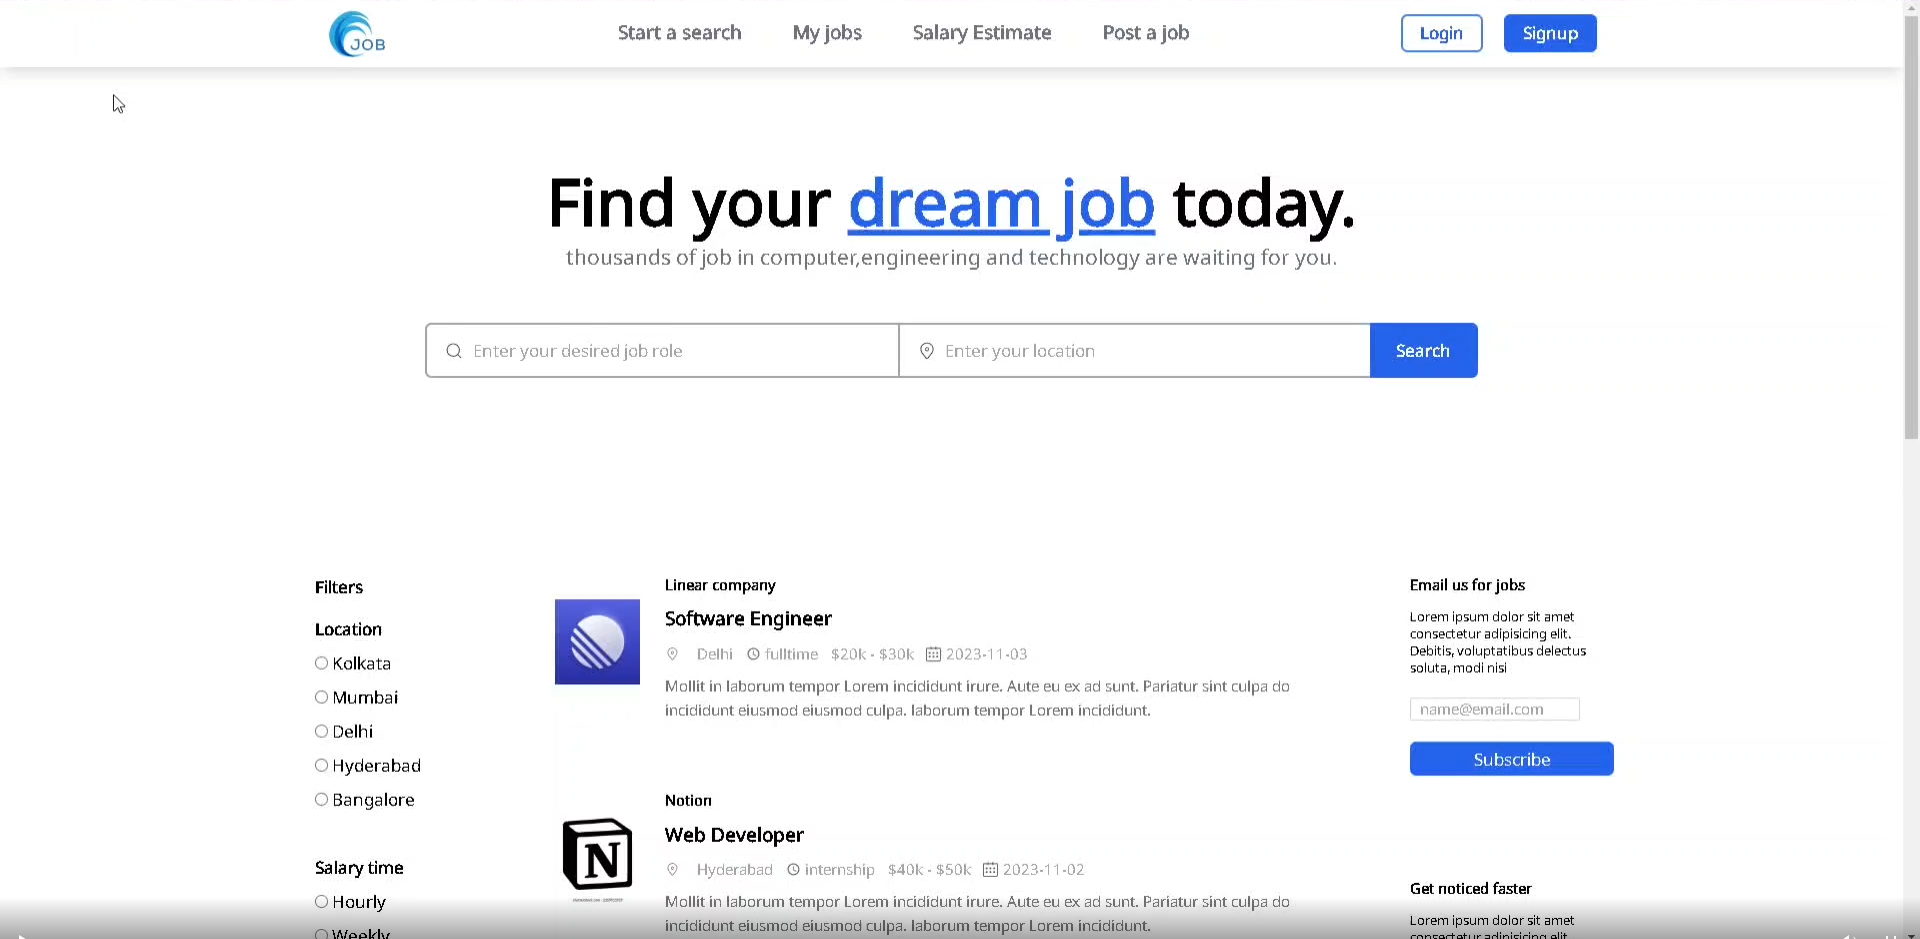 JOB
Start a search
My jobs
Salary Estimate
Post a job
Login
Signup
Find your dream job today.
thousands of job in computer,engineering and technology are waiting for you.
Enter your desired job role
Enter your location
Search
Filters
Location
Kolkata
Mumbai
Delhi
Hyderabad
Bangalore
Salary time
Hourly
Weekly
Linear company
Software Engineer
Delhi fulltime $20k - $30k 2023-11-03
Mollit in laborum tempor Lorem incididunt irure. Aute eu ex ad sunt. Pariatur sint culpa do
incididunt eiusmod eiusmod culpa. laborum tempor Lorem incididunt.
Notion
Web Developer
N
Hyderabad internship $40k - $50k 2023-11-02
Mollit in laborum tempor Lorem incididunt irure. Aute eu ex ad sunt. Pariatur sint culpa do
incididunt eiusmod eiusmod culpa. laborum tempor Lorem incididunt.
Email us for jobs
Lorem ipsum dolor sit amet
consectetur adipisicing elit.
Debitis, voluptatibus delectus
soluta, modi nisi
name@email.com
Subscribe
Get noticed faster
Lorem ipsum dolor sit amet
consectetur adipisicing elit.